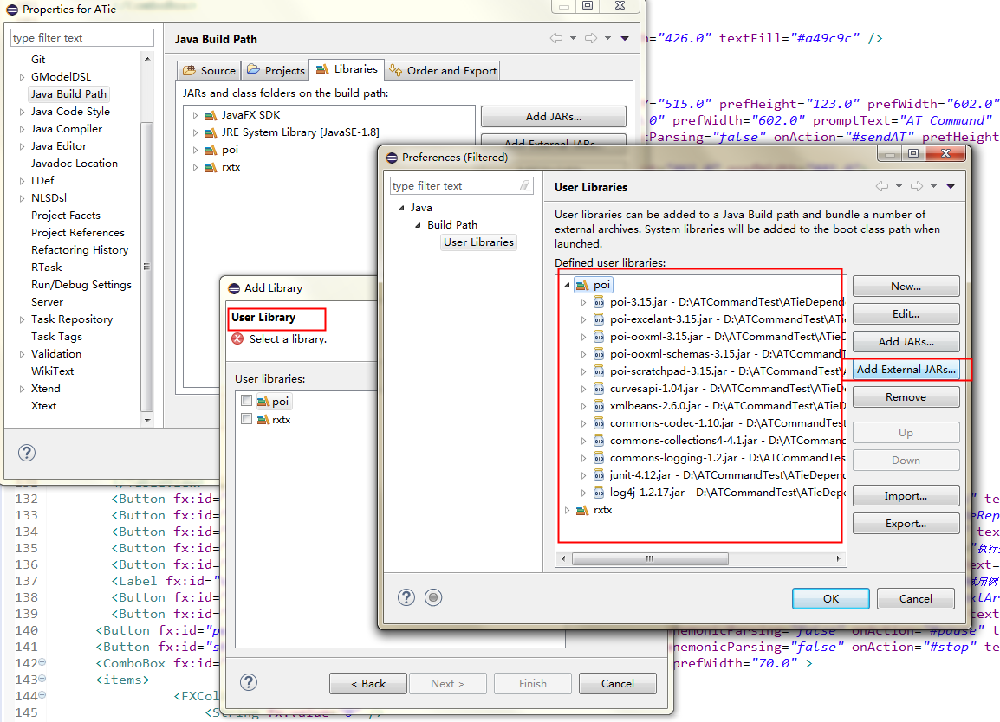 Properties for ATie
type filter text
Git
GModelDSL
Java Build Path
Java Code Style
Java Compiler
Java Editor
Javadoc Location
LDef
NLSDsl
Project Facets
Project References
Refactoring History
RTask
Run/Debug Settings
Server
Task Repository
Task Tags
Validation
WikiText
Xtend
Xtext
Java Build Path
Source
Projects
Libraries
Order and Export
JARs and class folders on the build path:
JavaFX SDK
JRE System Library [JavaSE-1.8]
poi
rxtx
Add JARs...
Add External JARs...
="426.0" textFill="#a49c9c" />
="515.0" prefHeight="123.0" prefWidth="602.0"
0" prefWidth="602.0" promptText="AT Command"
Parsing="false" onAction="#sendAT" prefHeight
Add Library
User Library
Select a library.
User libraries:
poi
rxtx
< Back
Next >
Finish
Cancel
Preferences (Filtered)
type filter text
Java
Build Path
User Libraries
User Libraries
User libraries can be added to a Java Build path and bundle a number of
external archives. System libraries will be added to the boot class path when
launched.
Defined user libraries:
poi
poi-3.15.jar - D:\ATCommandTest\ATieDepend
poi-excelant-3.15.jar - D:\ATCommandTest\ATi
poi-ooxml-3.15.jar - D:\ATCommandTest\ATieD
poi-ooxml-schemas-3.15.jar - D:\ATCommandT
poi-scratchpad-3.15.jar - D:\ATCommandTest\A
curvesapi-1.04.jar - D:\ATCommandTest\ATieD
xmlbeans-2.6.0.jar - D:\ATCommandTest\ATieD
commons-codec-1.10.jar - D:\ATCommandTest
commons-collections4-4.1.jar - D:\ATComman
commons-logging-1.2.jar - D:\ATCommandTes
junit-4.12.jar - D:\ATCommandTest\ATieDepen
log4j-1.2.17.jar - D:\ATCommandTest\ATieDepe
rxtx
New...
Edit...
Add JARs...
Add External JARs...
Remove
Up
Down
Import...
Export...
OK
Cancel
132 <Button fx:id= " te
133 <Button fx:id= eRep
134 <Button fx:id= tex
135 <Button fx:id= "执行
136 <Button fx:id= ext=
137 <Label fx:id=" 试用例
138 <Button fx:id= xtAr
139 <Button fx:id= text
140 <Button fx:id="p nemonicParsing="false" onAction="#pause" te
141 <Button fx:id="s nemonicParsing="false" onAction="#stop" te
142 <ComboBox fx:id= prefWidth="70.0" >
143 <items>
144 <FXCol
145 <String fx:value="0" />